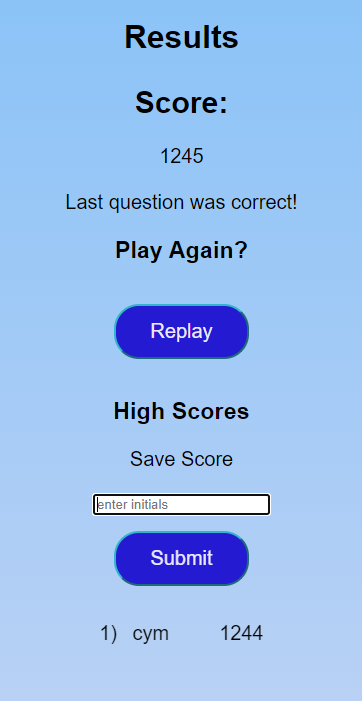 Results
Score:
1245
Last question was correct!
Play Again?
Replay
High Scores
Save Score
enter initials
Submit
1) cym 1244